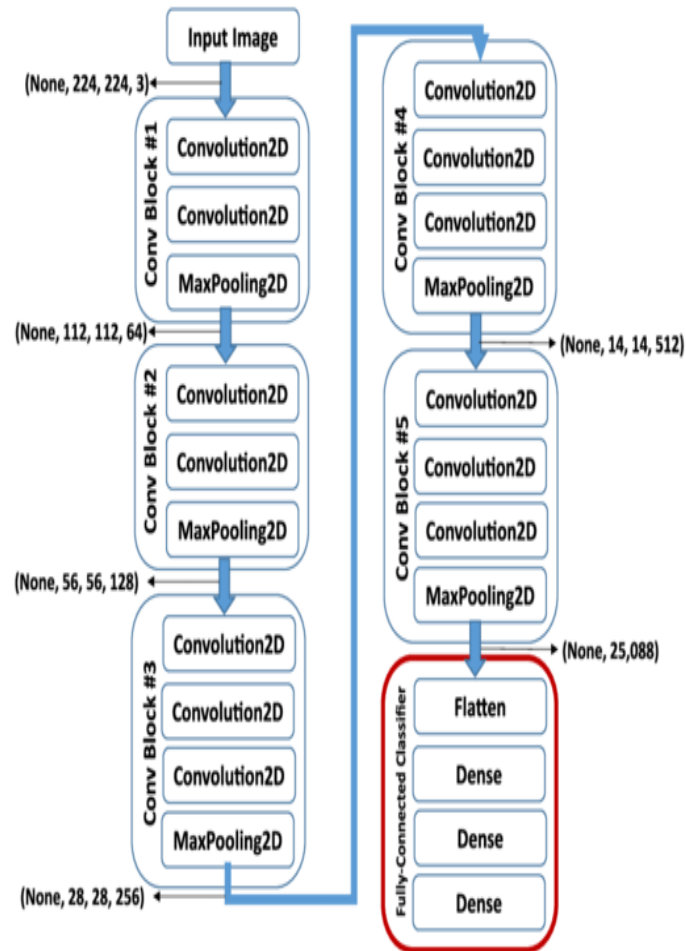 Input Image
(None, 224, 224, 3)
Conv Block #1
Convolution2D
Convolution2D
MaxPooling2D
(None, 112, 112, 64)
Conv Block #2
Convolution2D
Convolution2D
MaxPooling2D
(None, 56, 56, 128)
Conv Block #3
Convolution2D
Convolution2D
Convolution2D
MaxPooling2D
(None, 28, 28, 256)
Conv Block #4
Convolution2D
Convolution2D
Convolution2D
MaxPooling2D
(None, 14, 14, 512)
Conv Block #5
Convolution2D
Convolution2D
Convolution2D
MaxPooling2D
(None, 25,088)
Fully-Connected Classifier
Flatten
Dense
Dense
Dense